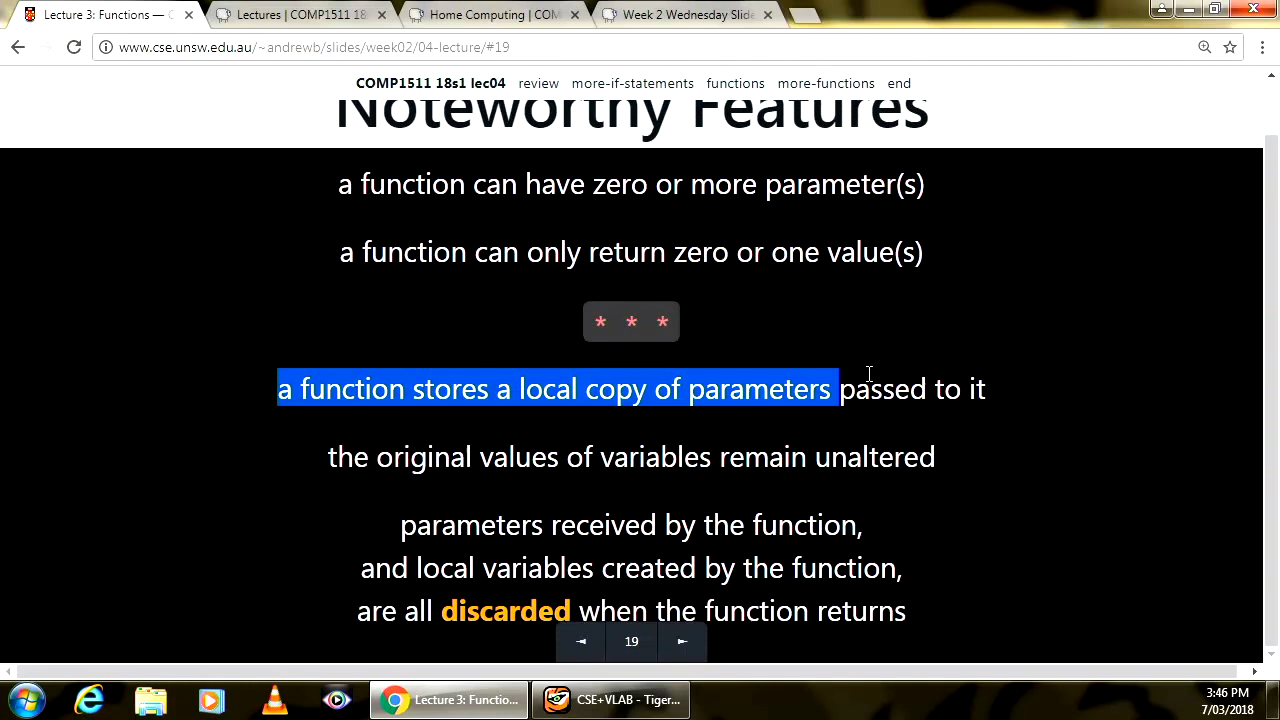 Lecture 3: Functions — C
Lectures | COMP1511 18
Week 2 Wednesday Slid
www.cse.unsw.edu.au/~andrewb/slides/week02/04-lecture/#19
COMP1511 18s1 lec04 review more-if-statements functions more-functions end
Noteworthy Features
a function can have zero or more parameter(s)
a function can only return zero or one value(s)
* * *
a function stores a local copy of parameters passed to it
the original values of variables remain unaltered
parameters received by the function,
and local variables created by the function,
are all discarded when the function returns
19
Lecture 3: Functio...
CSE+VLAB - Tiger...
3:46 PM
7/03/2018